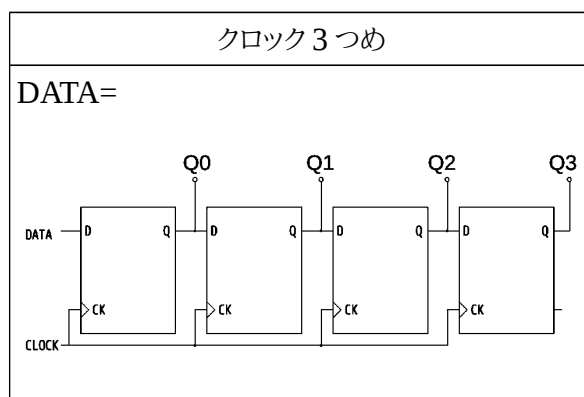 クロック 3 つめ
DATA=
Q0 Q1 Q2 Q3
DATA D Q D Q D Q D Q
CK CK CK CK
CLOCK